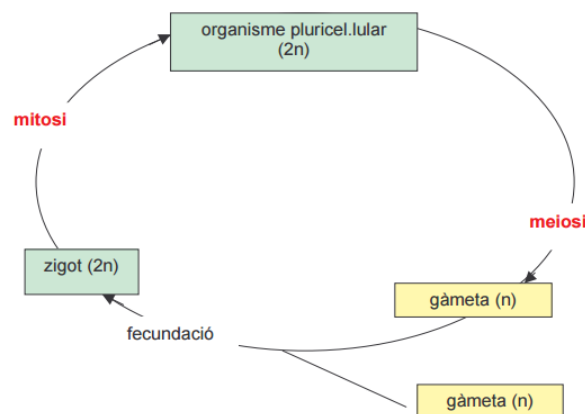 organisme pluricel.lular
(2n)
mitosi
meiosi
zigot (2n)
gàmeta (n)
fecundació
gàmeta (n)